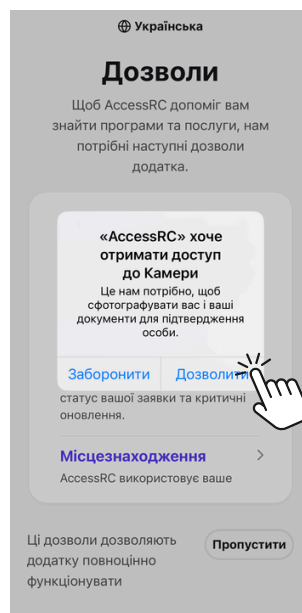 Українська
Дозволи
Щоб AccessRC допоміг вам
знайти програми та послуги, нам
потрібні наступні дозволи
додатка.
«AccessRC» хоче
отримати доступ
до Камери
Це нам потрібно, щоб
сфотографувати вас і ваші
документи для підтвердження
особи.
Заборонити Дозволити
статус вашої заявки та критичні
оновлення.
Місцезнаходження
AccessRC використовує ваше
Ці дозволи дозволяють
додатку повноцінно
функціонувати
Пропустити